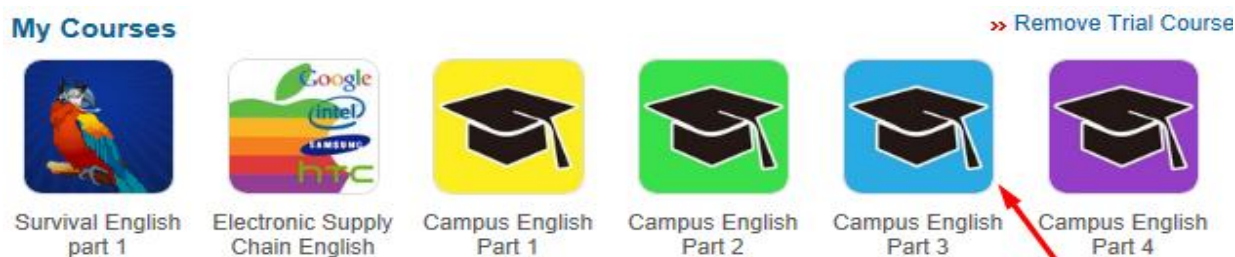 My Courses
» Remove Trial Course
Google
intel
SAMSUNG
hTC
Survival English
part 1
Electronic Supply
Chain English
Campus English
Part 1
Campus English
Part 2
Campus English
Part 3
Campus English
Part 4